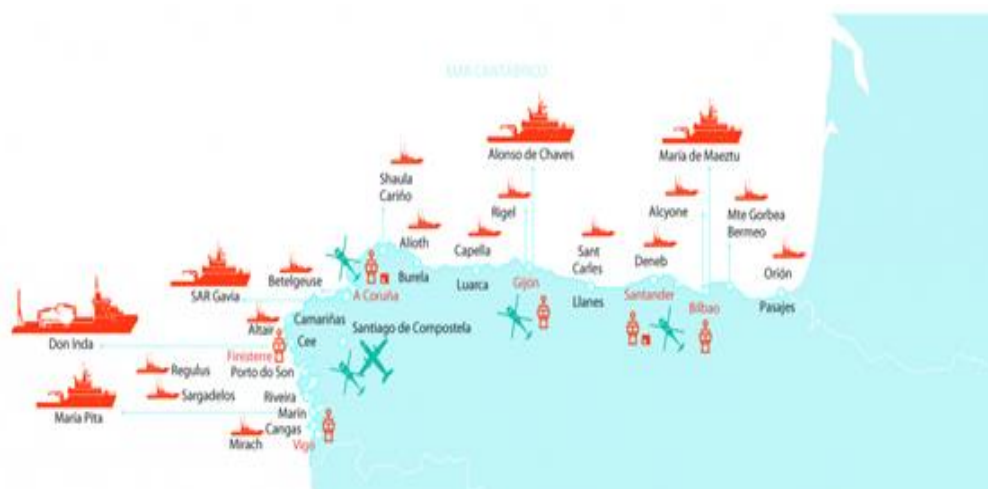 MAR CANTÁBRICO
Alonso de Chaves
María de Maeztu
Shaula
Cariño
Rigel
Alcyone
Mte Gorbea
Bermeo
Alioth
Capella
Sant
Carles
Deneb
Orión
SAR Gavia
Betelgeuse
Burela
A Coruña
Luarca
Gijón
Llanes
Santander
Bilbao
Pasajes
Don Inda
Altair
Camariñas
Cee
Santiago de Compostela
Finisterre
Porto do Son
Regulus
Sargadelos
Riveira
María Pita
Marín
Cangas
Mirach
Vigo